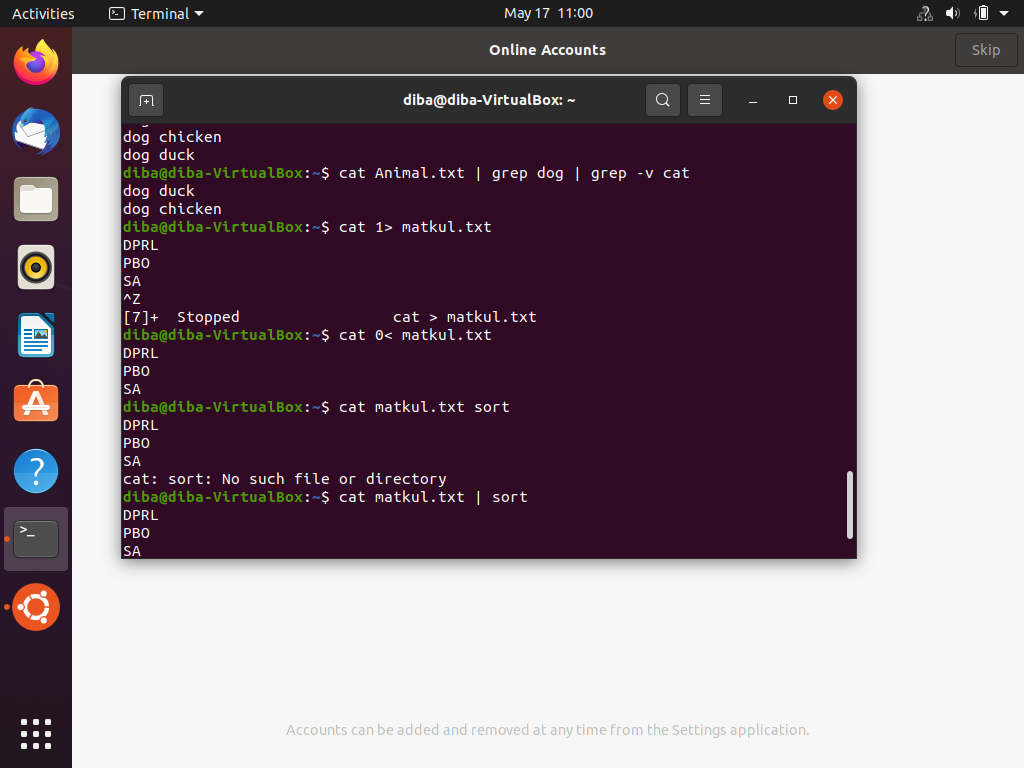 Activities Terminal May 17 11:00
Online Accounts Skip
diba@diba-VirtualBox: ~
dog chicken
dog duck
diba@diba-VirtualBox:~$ cat Animal.txt | grep dog | grep -v cat
dog duck
dog chicken
diba@diba-VirtualBox:~$ cat 1> matkul.txt
DPRL
PBO
SA
^Z
[7]+  Stopped                 cat > matkul.txt
diba@diba-VirtualBox:~$ cat 0< matkul.txt
DPRL
PBO
SA
diba@diba-VirtualBox:~$ cat matkul.txt sort
DPRL
PBO
SA
cat: sort: No such file or directory
diba@diba-VirtualBox:~$ cat matkul.txt | sort
DPRL
PBO
SA
Accounts can be added and removed at any time from the Settings application.